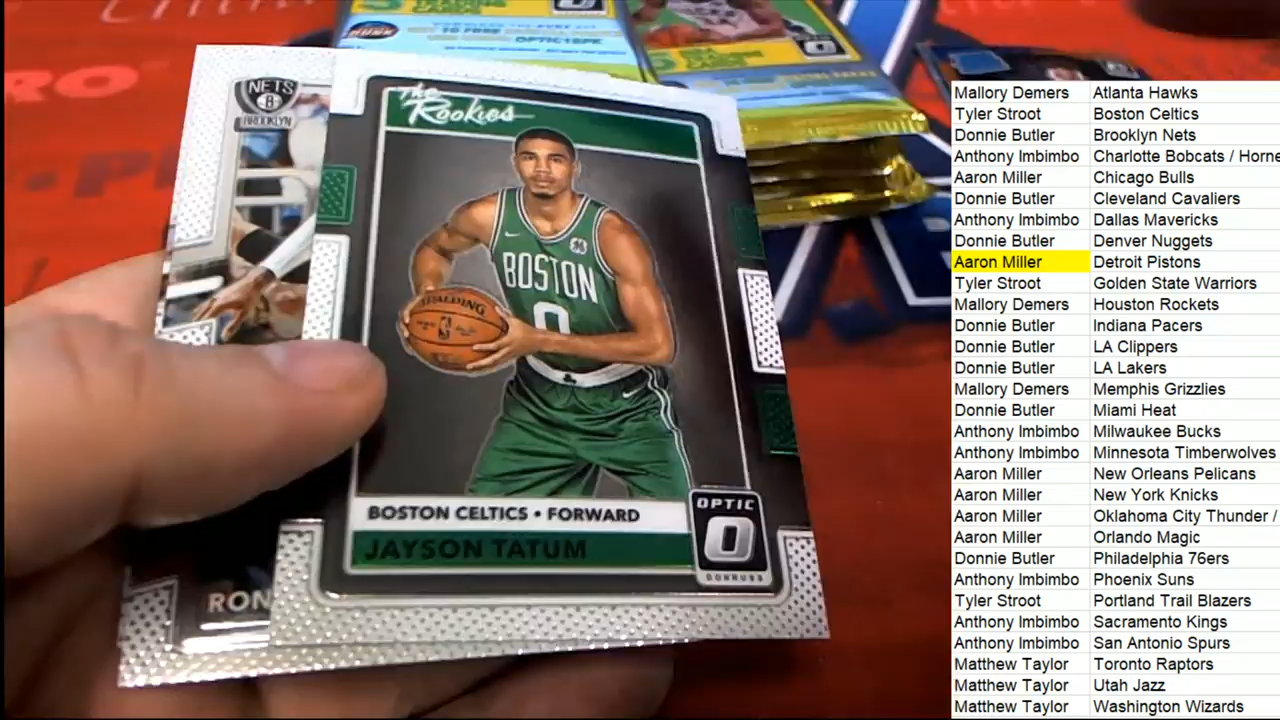 OPTIC18PK
NETS
B
BROOKLYN
The
Rookies
BOSTON
0
SPALDING
NBA
BOSTON CELTICS • FORWARD
JAYSON TATUM
OPTIC
DONRUSS
RON
Mallory Demers Atlanta Hawks
Tyler Stroot Boston Celtics
Donnie Butler Brooklyn Nets
Anthony Imbimbo Charlotte Bobcats / Horne
Aaron Miller Chicago Bulls
Donnie Butler Cleveland Cavaliers
Anthony Imbimbo Dallas Mavericks
Donnie Butler Denver Nuggets
Aaron Miller Detroit Pistons
Tyler Stroot Golden State Warriors
Mallory Demers Houston Rockets
Donnie Butler Indiana Pacers
Donnie Butler LA Clippers
Donnie Butler LA Lakers
Mallory Demers Memphis Grizzlies
Donnie Butler Miami Heat
Anthony Imbimbo Milwaukee Bucks
Anthony Imbimbo Minnesota Timberwolves
Aaron Miller New Orleans Pelicans
Aaron Miller New York Knicks
Aaron Miller Oklahoma City Thunder /
Aaron Miller Orlando Magic
Donnie Butler Philadelphia 76ers
Anthony Imbimbo Phoenix Suns
Tyler Stroot Portland Trail Blazers
Anthony Imbimbo Sacramento Kings
Anthony Imbimbo San Antonio Spurs
Matthew Taylor Toronto Raptors
Matthew Taylor Utah Jazz
Matthew Taylor Washington Wizards